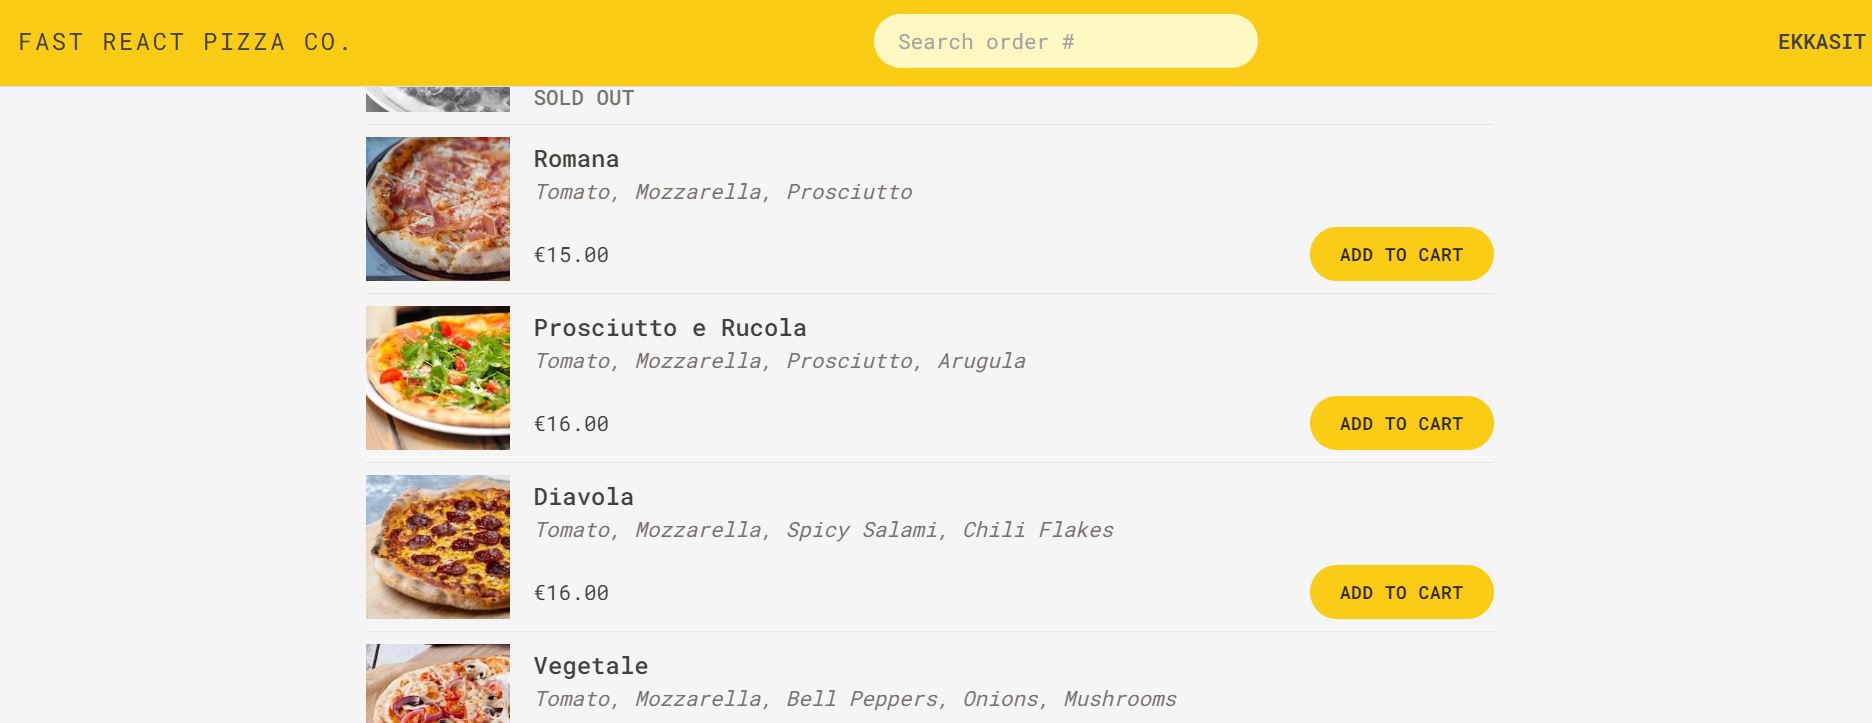 FAST REACT PIZZA CO.
Search order #
EKKASIT
SOLD OUT
Romana
Tomato, Mozzarella, Prosciutto
€15.00
ADD TO CART
Prosciutto e Rucola
Tomato, Mozzarella, Prosciutto, Arugula
€16.00
ADD TO CART
Diavola
Tomato, Mozzarella, Spicy Salami, Chili Flakes
€16.00
ADD TO CART
Vegetale
Tomato, Mozzarella, Bell Peppers, Onions, Mushrooms